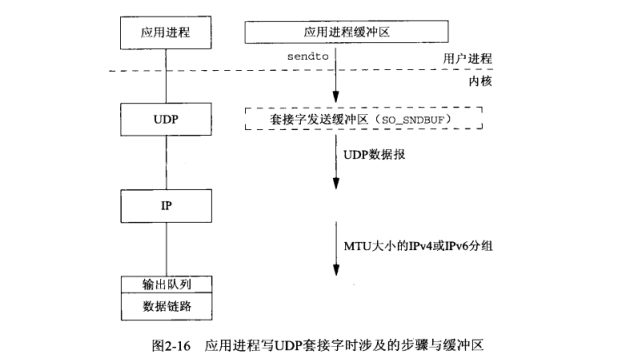 应用进程
应用进程缓冲区
sendto
用户进程
内核
UDP
套接字发送缓冲区（SO_SNDBUF）
UDP数据报
IP
MTU大小的IPv4或IPv6分组
输出队列
数据链路
图2-16 应用进程写UDP套接字时涉及的步骤与缓冲区